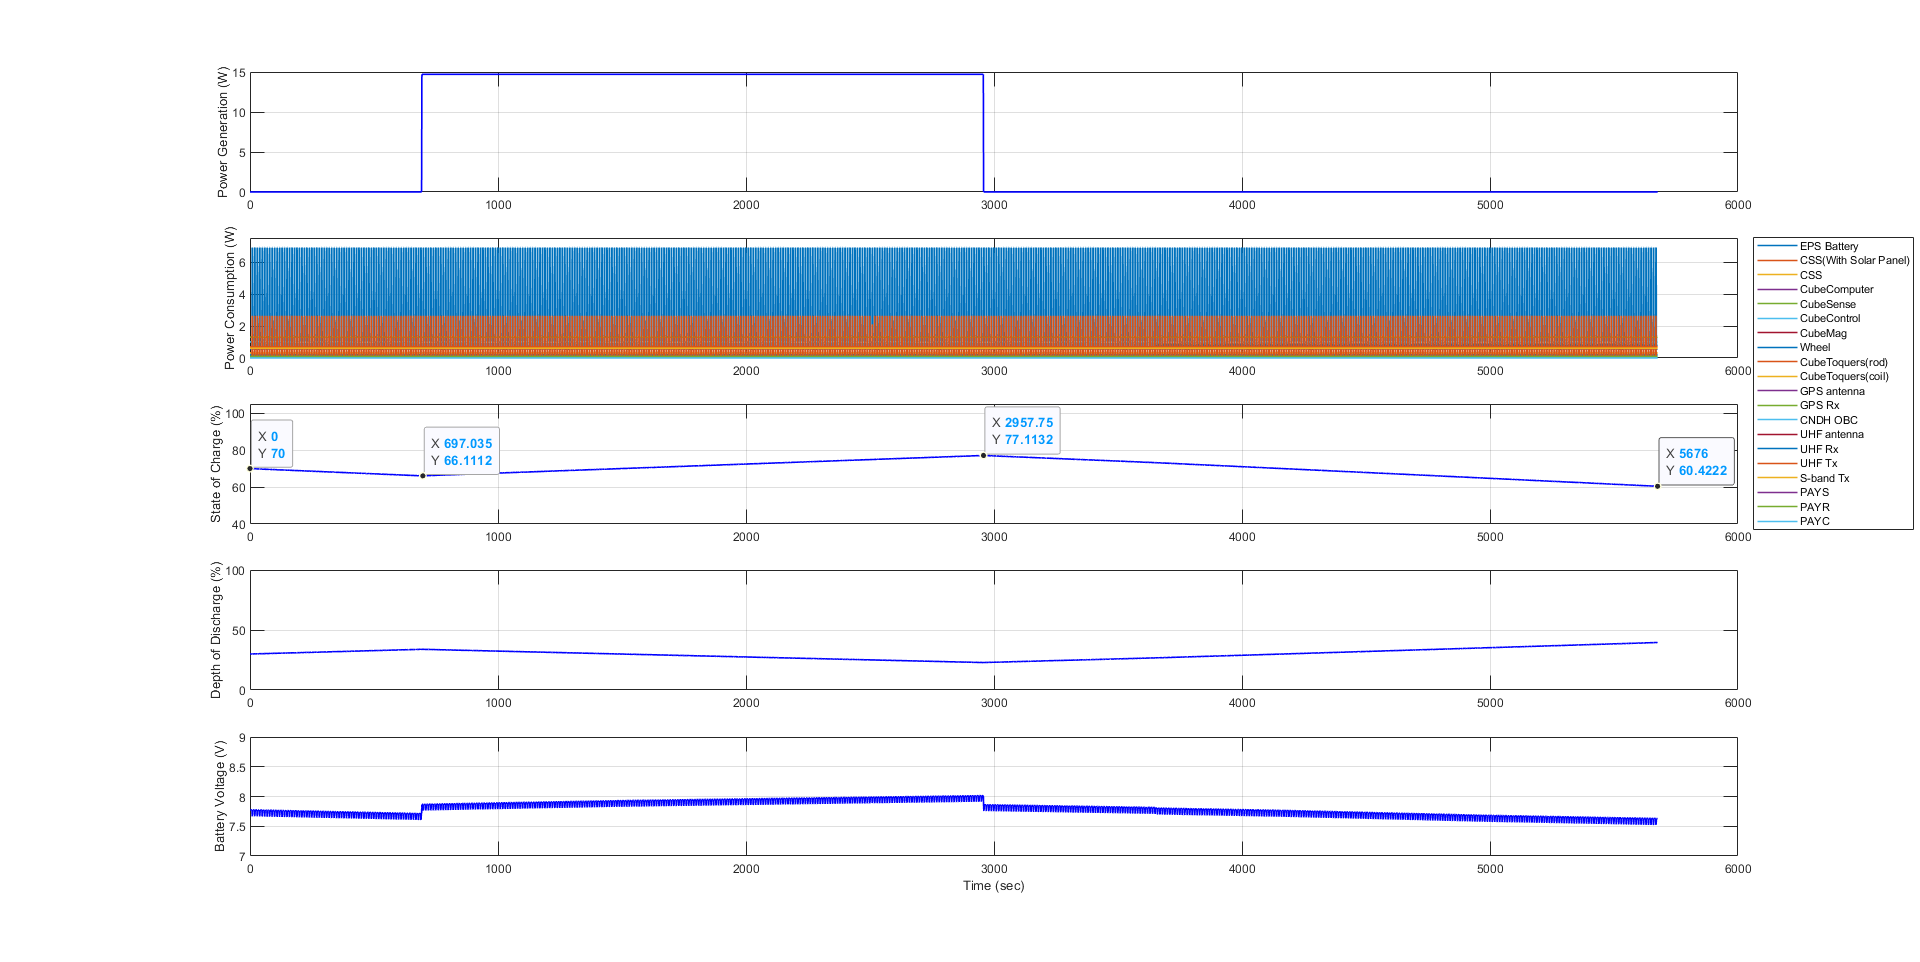 Power Generation (W)
15
10
5
0
0 1000 2000 3000 4000 5000 6000
Power Consumption (W)
6
4
2
0
0 1000 2000 3000 4000 5000 6000
EPS Battery
CSS(With Solar Panel)
CSS
CubeComputer
CubeSense
CubeControl
CubeMag
Wheel
CubeToquers(rod)
CubeToquers(coil)
GPS antenna
GPS Rx
CNDH OBC
UHF antenna
UHF Rx
UHF Tx
S-band Tx
PAYS
PAYR
PAYC
State of Charge (%)
100
80
60
40
X 0
Y 70
X 697.035
Y 66.1112
X 2957.75
Y 77.1132
X 5676
Y 60.4222
0 1000 2000 3000 4000 5000 6000
Depth of Discharge (%)
100
50
0
0 1000 2000 3000 4000 5000 6000
Battery Voltage (V)
9
8.5
8
7.5
7
0 1000 2000 3000 4000 5000 6000
Time (sec)